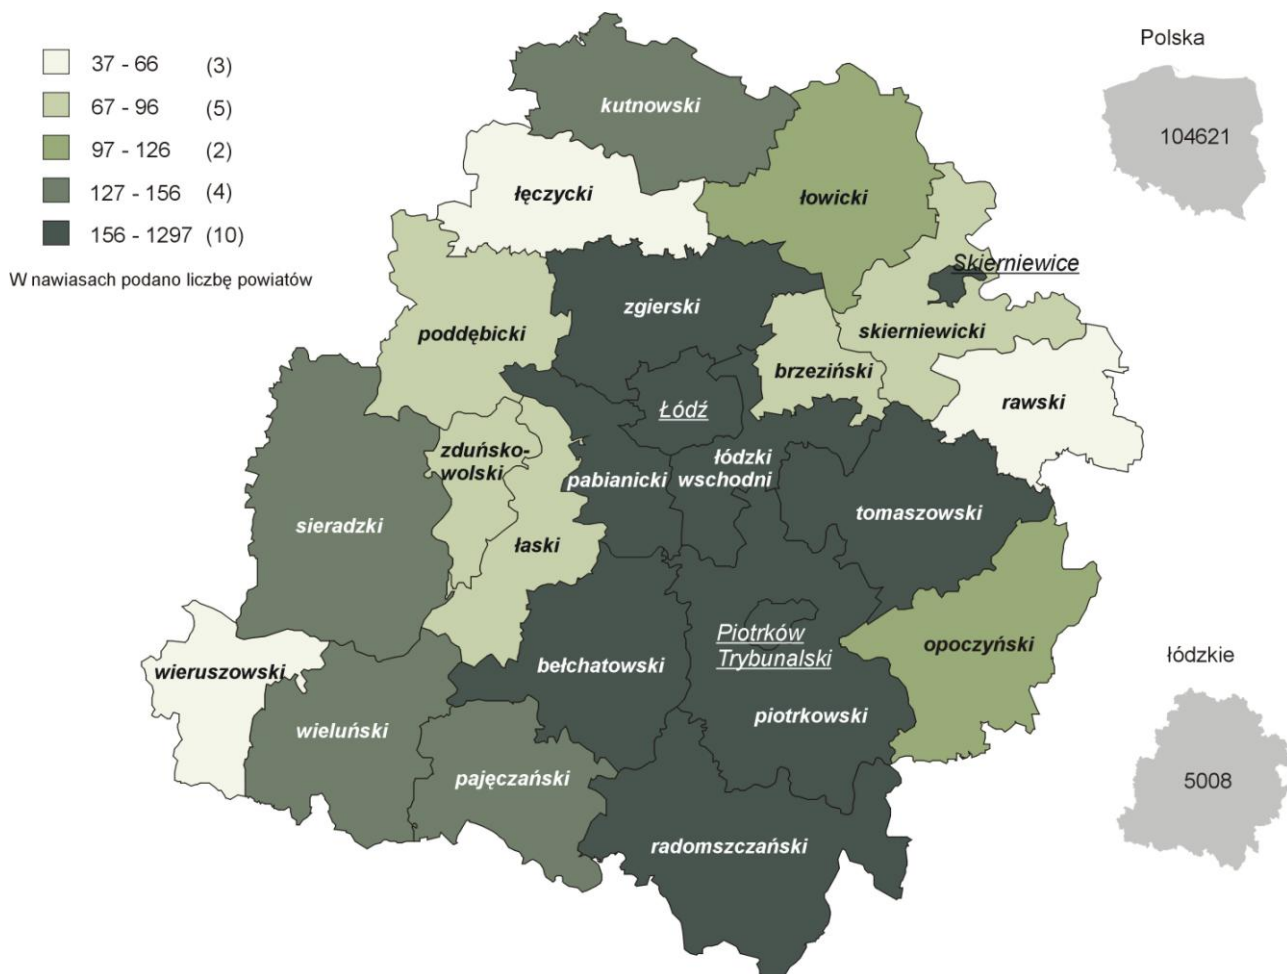 37 - 66 (3)
67 - 96 (5)
97 - 126 (2)
127 - 156 (4)
156 - 1297 (10)
W nawiasach podano liczbę powiatów
Polska
104621
kutnowski
łęczycki
łowicki
Skierniewice
zgierski
skierniewicki
poddębicki
brzeziński
rawski
Łódź
zduńsko-
wolski
łódzki
wschodni
pabianicki
tomaszowski
sieradzki
łaski
Piotrków
Trybunalski
opoczyński
wieruszowski
bełchatowski
łódzkie
5008
wieluński
piotrkowski
pajęczański
radomszczański